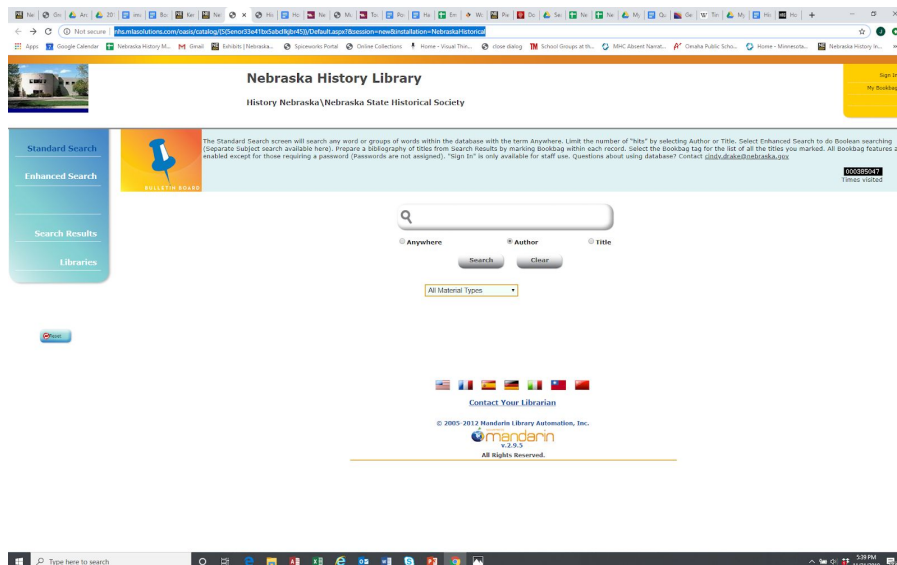 Not secure | nhs.mlasolutions.com/oasis/catalog/(S(5enor33e41bx5abdlkjbr45))/Default.aspx?&session=new&installation=NebraskaHistorical
Apps Google Calendar Nebraska History M... Gmail Exhibits | Nebraska... Spiceworks Portal Online Collections Home - Visual Thin... close dialog School Groups at th... MHC Absent Narrat... Omaha Public Scho... Home - Minnesota... Nebraska History In...
Nebraska History Library
History Nebraska\Nebraska State Historical Society
Sign In
My Bookbag
Standard Search
Enhanced Search
Search Results
Libraries
Reset
BULLETIN BOARD
The Standard Search screen will search any word or groups of words within the database with the term Anywhere. Limit the number of "hits" by selecting Author or Title. Select Enhanced Search to do Boolean searching
(Separate Subject search available here). Prepare a bibliography of titles from Search Results by marking Bookbag within each record. Select the Bookbag tag for the list of all the titles you marked. All Bookbag features a
enabled except for those requiring a password (Passwords are not assigned). "Sign In" is only available for staff use. Questions about using database? Contact cindy.drake@nebraska.gov
000385047
Times visited
Anywhere Author Title
Search Clear
All Material Types
Contact Your Librarian
© 2005-2012 Mandarin Library Automation, Inc.
mandarin
v.2.9.5
All Rights Reserved.
Type here to search
5:39 PM